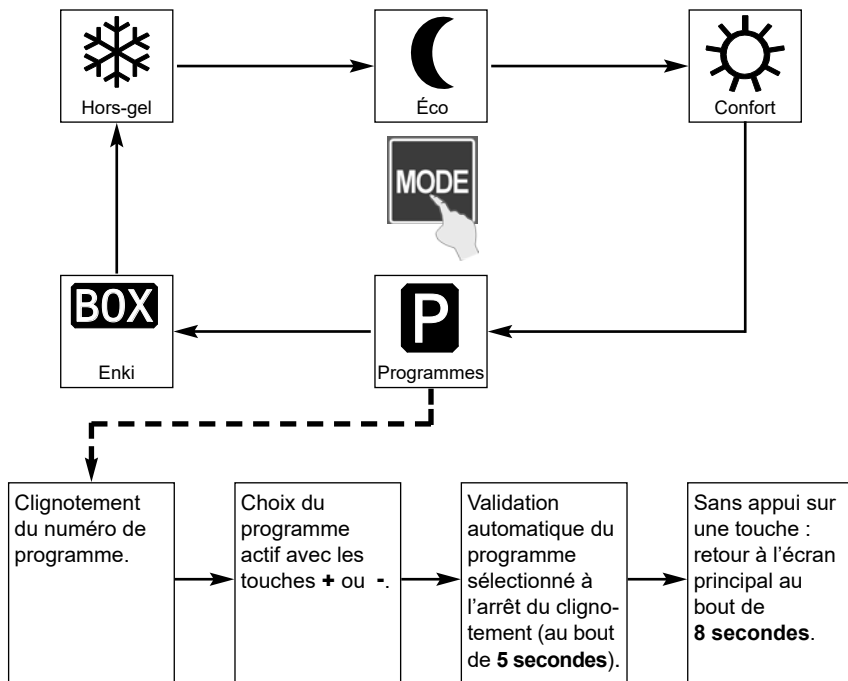 Hors-gel
Éco
Confort
MODE
BOX
Enki
P
Programmes
Clignotement
du numéro de
programme.
Choix du
programme
actif avec les
touches + ou -.
Validation
automatique du
programme
sélectionné à
l'arrêt du cligno-
tement (au bout
de 5 secondes).
Sans appui sur
une touche :
retour à l'écran
principal au
bout de
8 secondes.